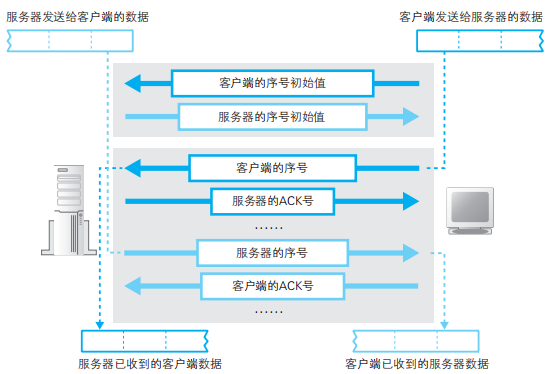 服务器发送给客户端的数据
客户端发送给服务器的数据
客户端的序号初始值
服务器的序号初始值
客户端的序号
服务器的ACK号
……
服务器的序号
客户端的ACK号
……
服务器已收到的客户端数据
客户端已收到的服务器数据